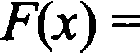 F(x) =